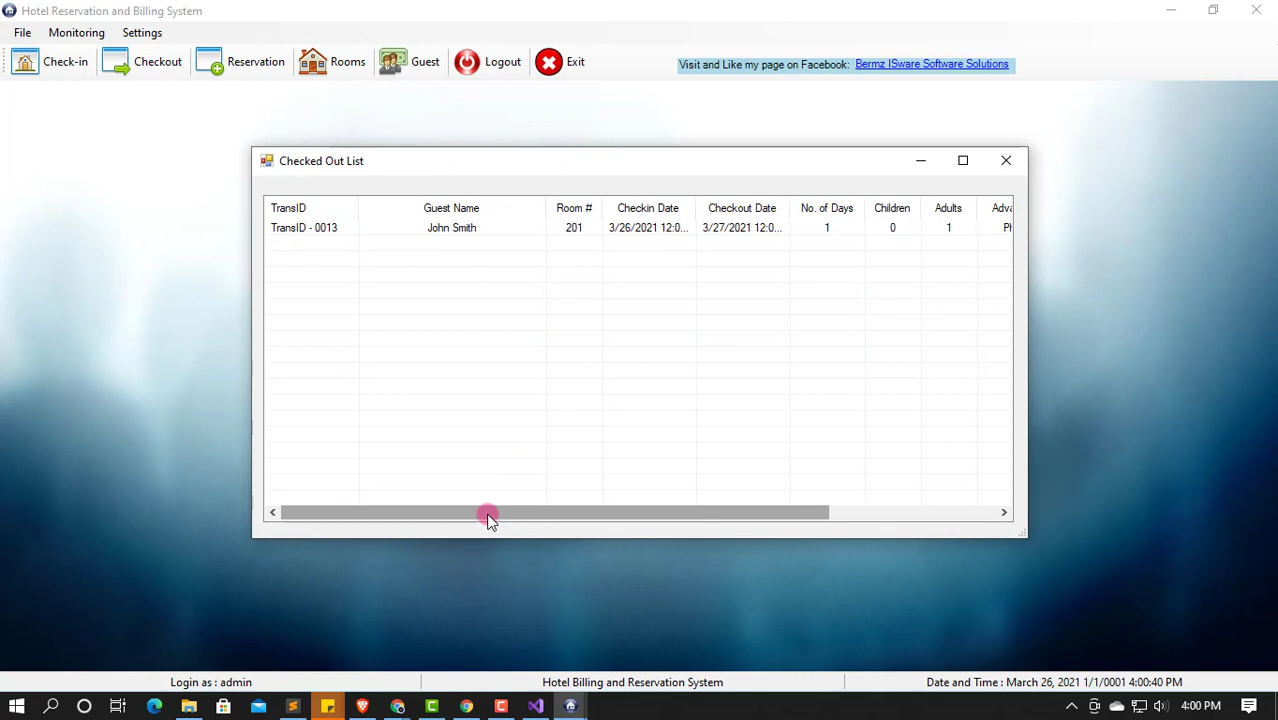 Hotel Reservation and Billing System
File Monitoring Settings
Check-in Checkout Reservation Rooms Guest Logout Exit
Visit and Like my page on Facebook: Bermz ISware Software Solutions
Checked Out List
TransID Guest Name Room # Checkin Date Checkout Date No. of Days Children Adults Adva
TransID - 0013 John Smith 201 3/26/2021 12:0... 3/27/2021 12:0... 1 0 1 Ph
Login as : admin Hotel Billing and Reservation System Date and Time : March 26, 2021 1/1/0001 4:00:40 PM
4:00 PM